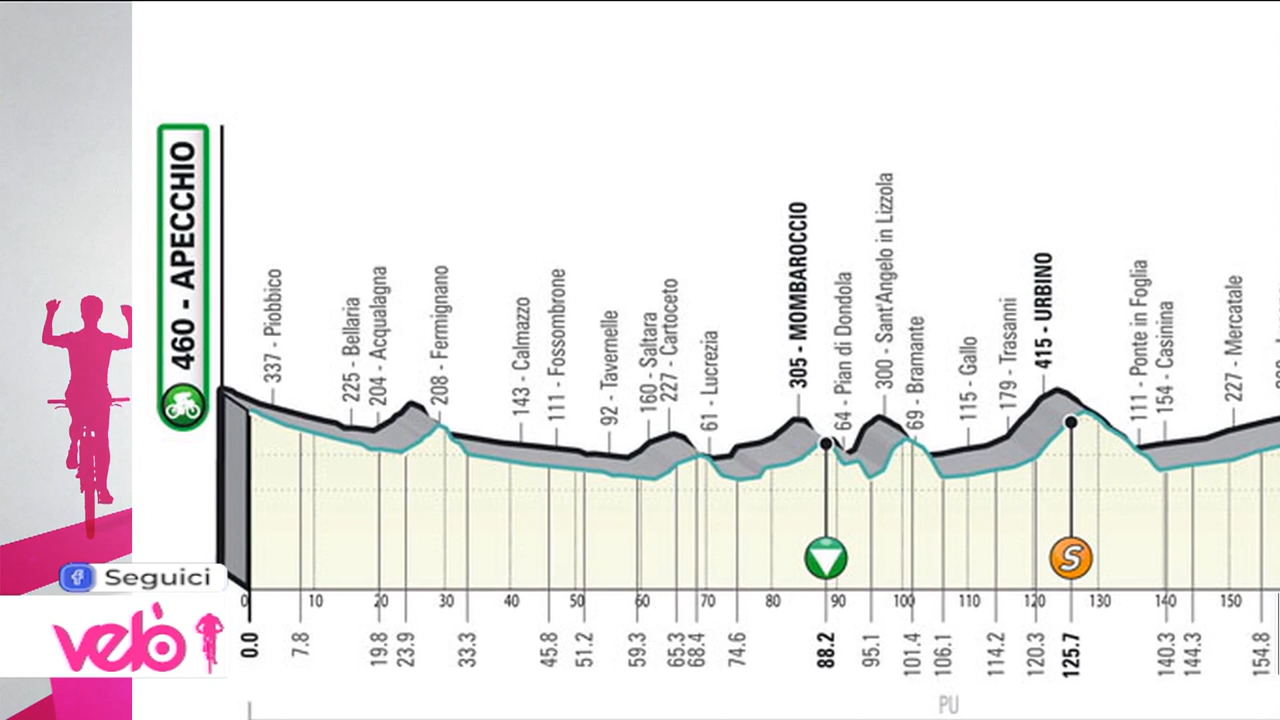 460 - APECCHIO
337 - Piobbico
225 - Bellaria
204 - Acqualagna
208 - Fermignano
143 - Calmazzo
111 - Fossombrone
92 - Tavernelle
160 - Saltara
227 - Cartoceto
61 - Lucrezia
305 - MOMBAROCCIO
64 - Pian di Dondola
300 - Sant'Angelo in Lizzola
69 - Bramante
115 - Gallo
179 - Trasanni
415 - URBINO
111 - Ponte in Foglia
154 - Casinina
227 - Mercatale
S
0 10 20 30 40 50 60 70 80 90 100 110 120 130 140 150
0.0 7.8 19.8 23.9 33.3 45.8 51.2 59.3 65.3 68.4 74.6 88.2 95.1 101.4 106.1 114.2 120.3 125.7 140.3 144.3 154.8
PU
f Seguici
velò